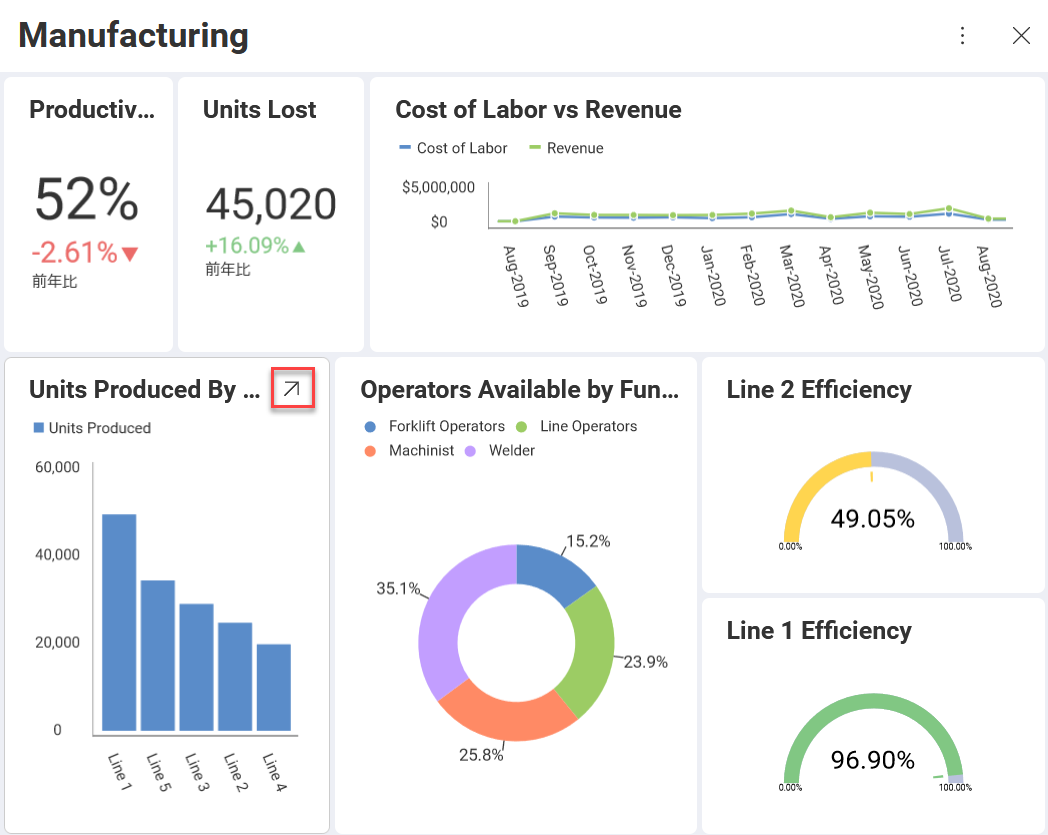 Manufacturing
Productiv...
52%
-2.61%▼
前年比
Units Lost
45,020
+16.09%▲
前年比
Cost of Labor vs Revenue
Cost of Labor
Revenue
$5,000,000
$0
Aug-2019
Sep-2019
Oct-2019
Nov-2019
Dec-2019
Jan-2020
Feb-2020
Mar-2020
Apr-2020
May-2020
Jun-2020
Jul-2020
Aug-2020
Units Produced By ...
Units Produced
60,000
40,000
20,000
0
Line 1
Line 5
Line 3
Line 2
Line 4
Operators Available by Fun...
Forklift Operators
Line Operators
Machinist
Welder
15.2%
35.1%
23.9%
25.8%
Line 2 Efficiency
49.05%
0.00%
100.00%
Line 1 Efficiency
96.90%
0.00%
100.00%